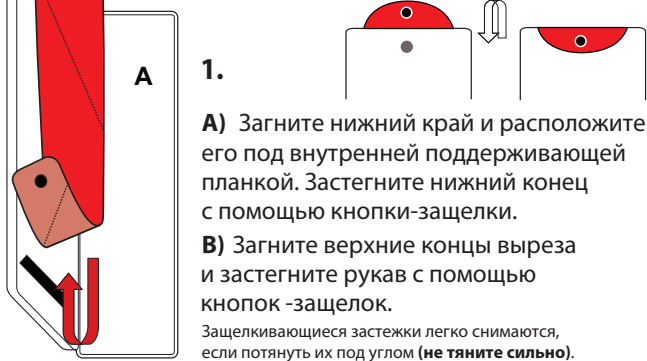 A
1.
A) Загните нижний край и расположите
его под внутренней поддерживающей
планкой. Застегните нижний конец
с помощью кнопки-защелки.
B) Загните верхние концы выреза
и застегните рукав с помощью
кнопок -защелок.
Защелкивающиеся застежки легко снимаются,
если потянуть их под углом (не тяните сильно).